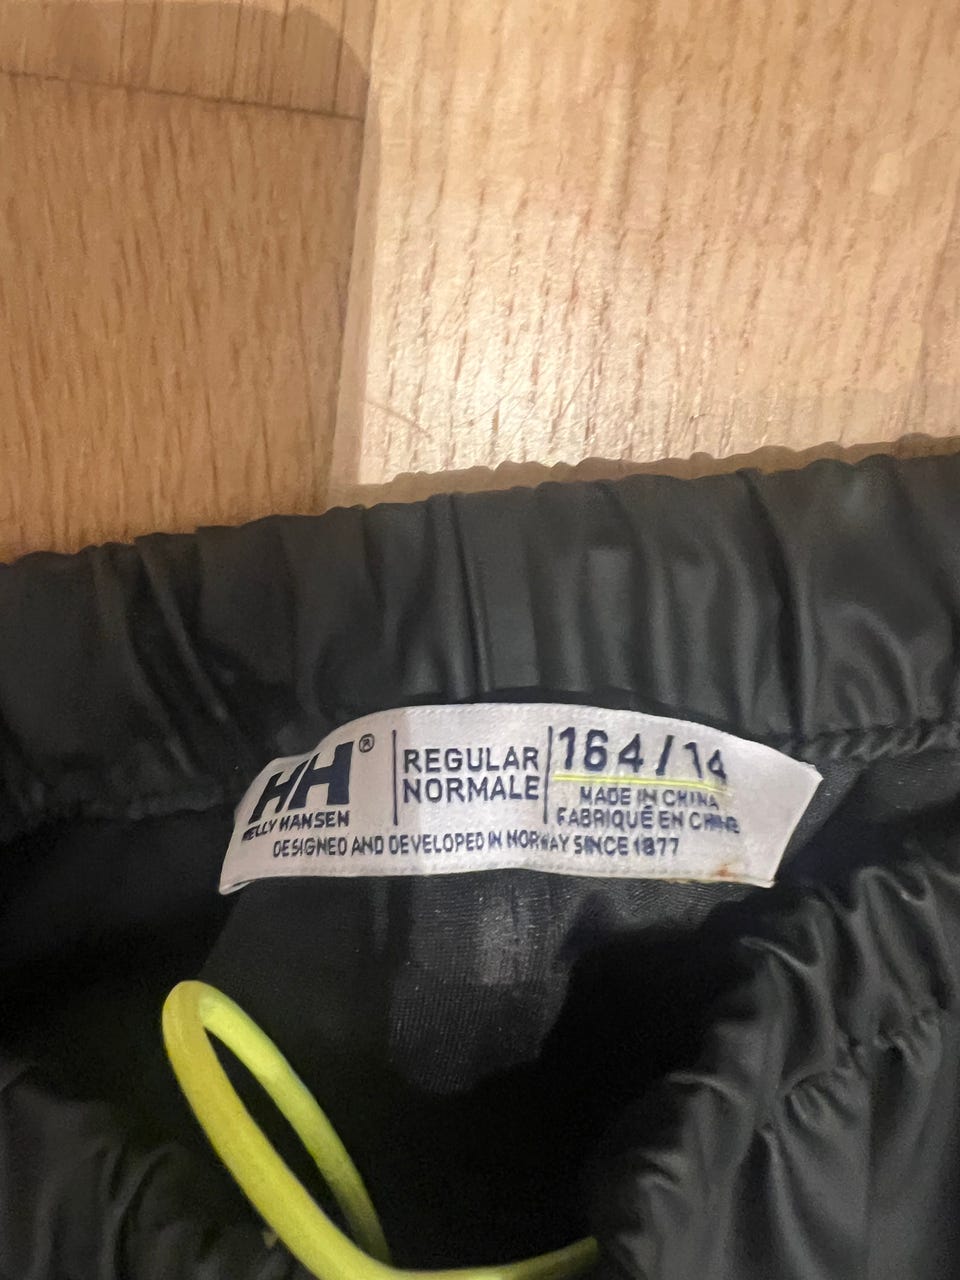 HH®
HELLY HANSEN
REGULAR
NORMALE
164/14
MADE IN CHINA
FABRIQUÉ EN CHINE
DESIGNED AND DEVELOPED IN NORWAY SINCE 1877